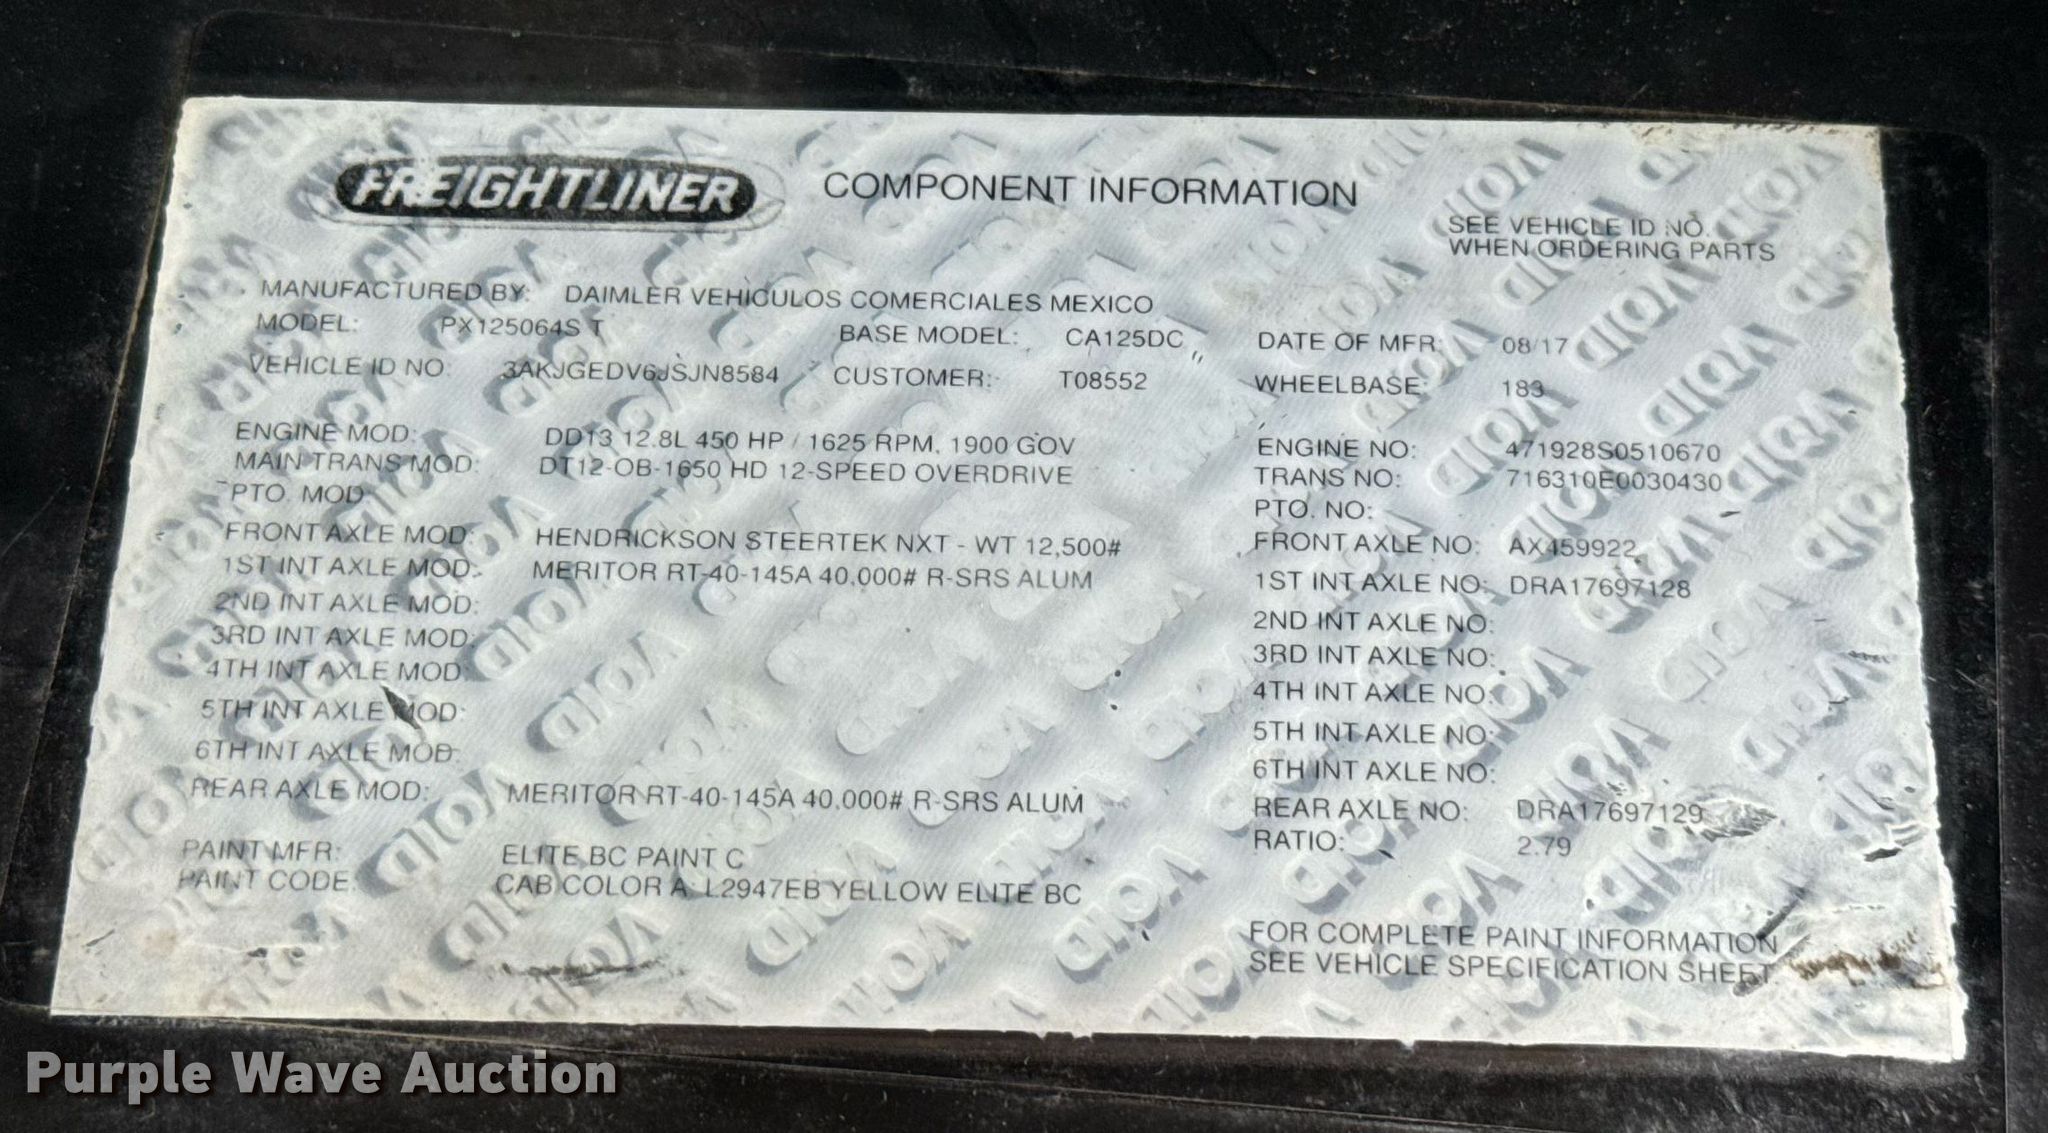 FREIGHTLINER COMPONENT INFORMATION
SEE VEHICLE ID NO.
WHEN ORDERING PARTS
MANUFACTURED BY: DAIMLER VEHICULOS COMERCIALES MEXICO
MODEL: PX125064S T BASE MODEL: CA125DC DATE OF MFR: 08/17
VEHICLE ID NO: 3AKJGEDV6JSJN8584 CUSTOMER: T08552 WHEELBASE: 183
ENGINE MOD: DD13 12.8L 450 HP / 1625 RPM, 1900 GOV ENGINE NO: 471928S0510670
MAIN TRANS MOD: DT12-OB-1650 HD 12-SPEED OVERDRIVE TRANS NO: 716310E0030430
PTO. MOD: PTO. NO:
FRONT AXLE MOD: HENDRICKSON STEERTEK NXT - WT 12,500# FRONT AXLE NO: AX459922
1ST INT AXLE MOD: MERITOR RT-40-145A 40,000# R-SRS ALUM 1ST INT AXLE NO: DRA17697128
2ND INT AXLE MOD: 2ND INT AXLE NO:
3RD INT AXLE MOD: 3RD INT AXLE NO:
4TH INT AXLE MOD: 4TH INT AXLE NO:
5TH INT AXLE MOD: 5TH INT AXLE NO:
6TH INT AXLE MOD: 6TH INT AXLE NO:
REAR AXLE MOD: MERITOR RT-40-145A 40,000# R-SRS ALUM REAR AXLE NO: DRA17697129
RATIO: 2.79
PAINT MFR: ELITE BC PAINT C
PAINT CODE: CAB COLOR A: L2947EB YELLOW ELITE BC
FOR COMPLETE PAINT INFORMATION
SEE VEHICLE SPECIFICATION SHEET.
Purple Wave Auction